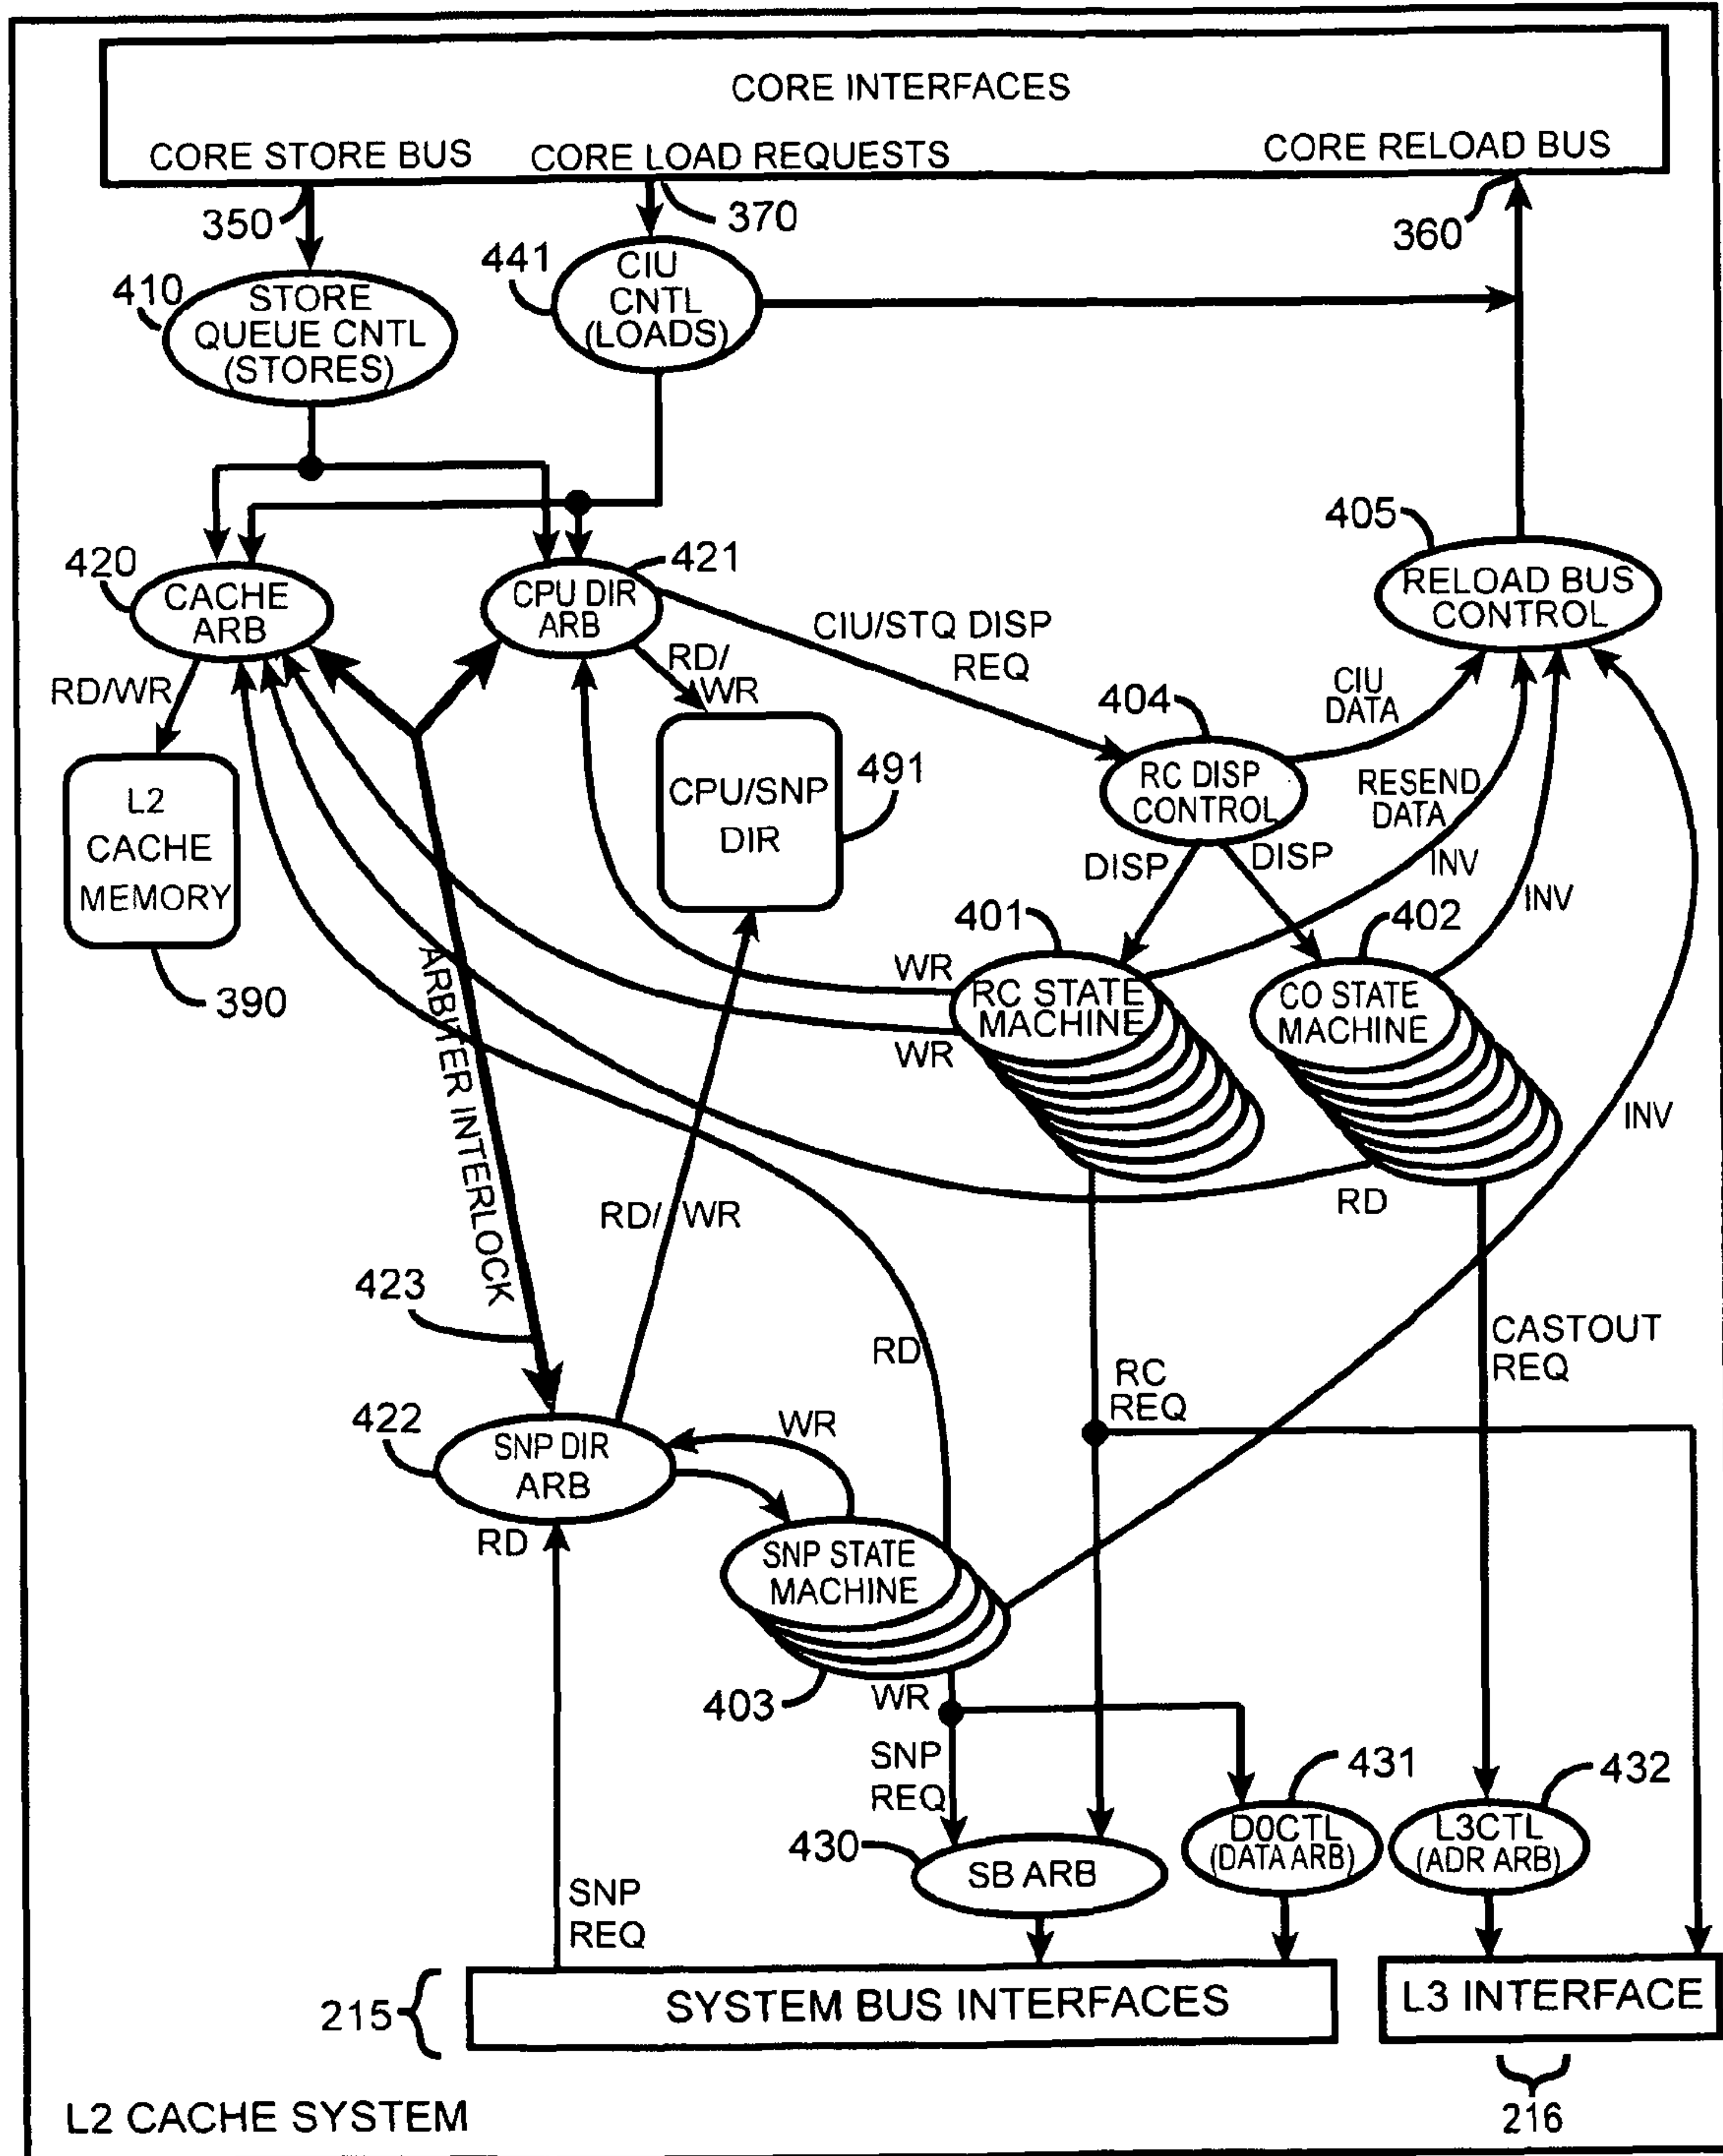 CORE INTERFACES
CORE STORE BUS
CORE LOAD REQUESTS
CORE RELOAD BUS
350
370
360
410
STORE
QUEUE CNTL
(STORES)
441
CIU
CNTL
(LOADS)
405
RELOAD BUS
CONTROL
420
CACHE
ARB
421
CPU DIR
ARB
CIU/STQ DISP
REQ
RD/WR
RD/
WR
404
RC DISP
CONTROL
CIU
DATA
RESEND
DATA
INV
INV
INV
L2
CACHE
MEMORY
390
CPU/SNP
DIR
491
DISP
DISP
401
RC STATE
MACHINE
402
CO STATE
MACHINE
WR
WR
RD
ARBITER INTERLOCK
RD/ WR
423
RD
RC
REQ
CASTOUT
REQ
422
SNP DIR
ARB
WR
RD
SNP STATE
MACHINE
403
WR
SNP
REQ
431
D0CTL
(DATA ARB)
432
L3CTL
(ADR ARB)
430
SB ARB
SNP
REQ
215
SYSTEM BUS INTERFACES
L3 INTERFACE
216
L2 CACHE SYSTEM